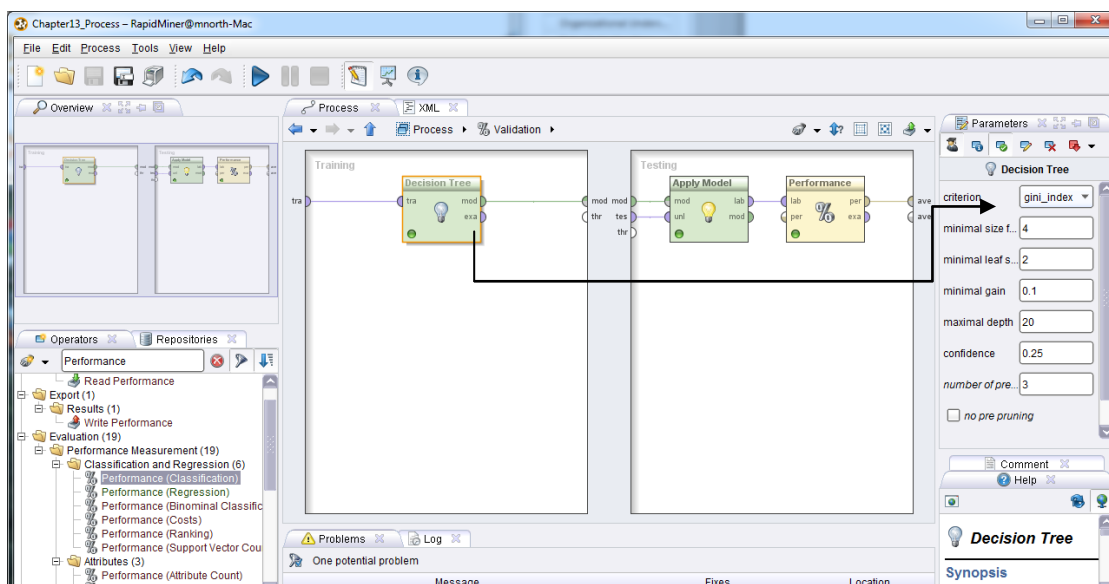 Chapter13_Process – RapidMiner@mnorth-Mac
File Edit Process Tools View Help
Overview
Process
XML
Process
Validation
Parameters
Training
Testing
Decision Tree
tra
tra
mod
exa
mod
thr
mod
tes
thr
Apply Model
mod
unl
lab
mod
Performance
lab
per
per
exa
ave
ave
Decision Tree
criterion
gini_index
minimal size f...
4
minimal leaf s...
2
minimal gain
0.1
maximal depth
20
confidence
0.25
number of pre...
3
no pre pruning
Operators
Repositories
Performance
Read Performance
Export (1)
Results (1)
Write Performance
Evaluation (19)
Performance Measurement (19)
Classification and Regression (6)
Performance (Classification)
Performance (Regression)
Performance (Binominal Classific
Performance (Costs)
Performance (Ranking)
Performance (Support Vector Cou
Attributes (3)
Performance (Attribute Count)
Problems
Log
One potential problem
Message
Fixes
Location
Comment
Help
Decision Tree
Synopsis